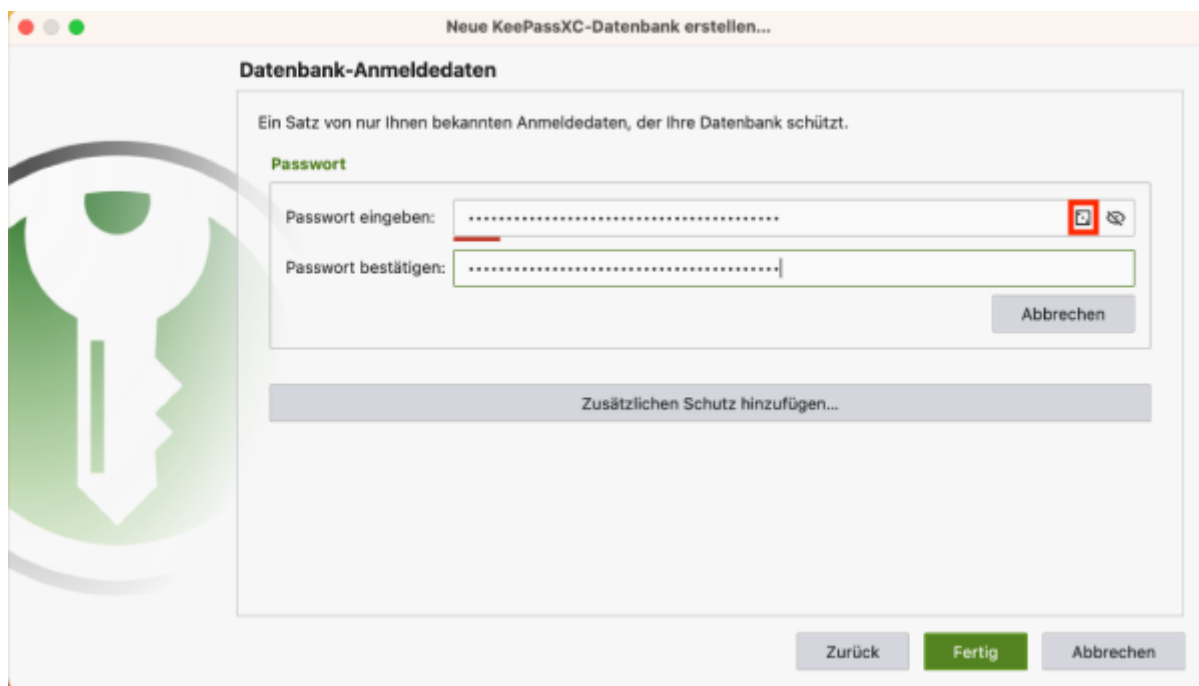 Neue KeePassXC-Datenbank erstellen...
Datenbank-Anmeldedaten
Ein Satz von nur Ihnen bekannten Anmeldedaten, der Ihre Datenbank schützt.
Passwort
Passwort eingeben:
Passwort bestätigen:
Abbrechen
Zusätzlichen Schutz hinzufügen...
Zurück Fertig Abbrechen